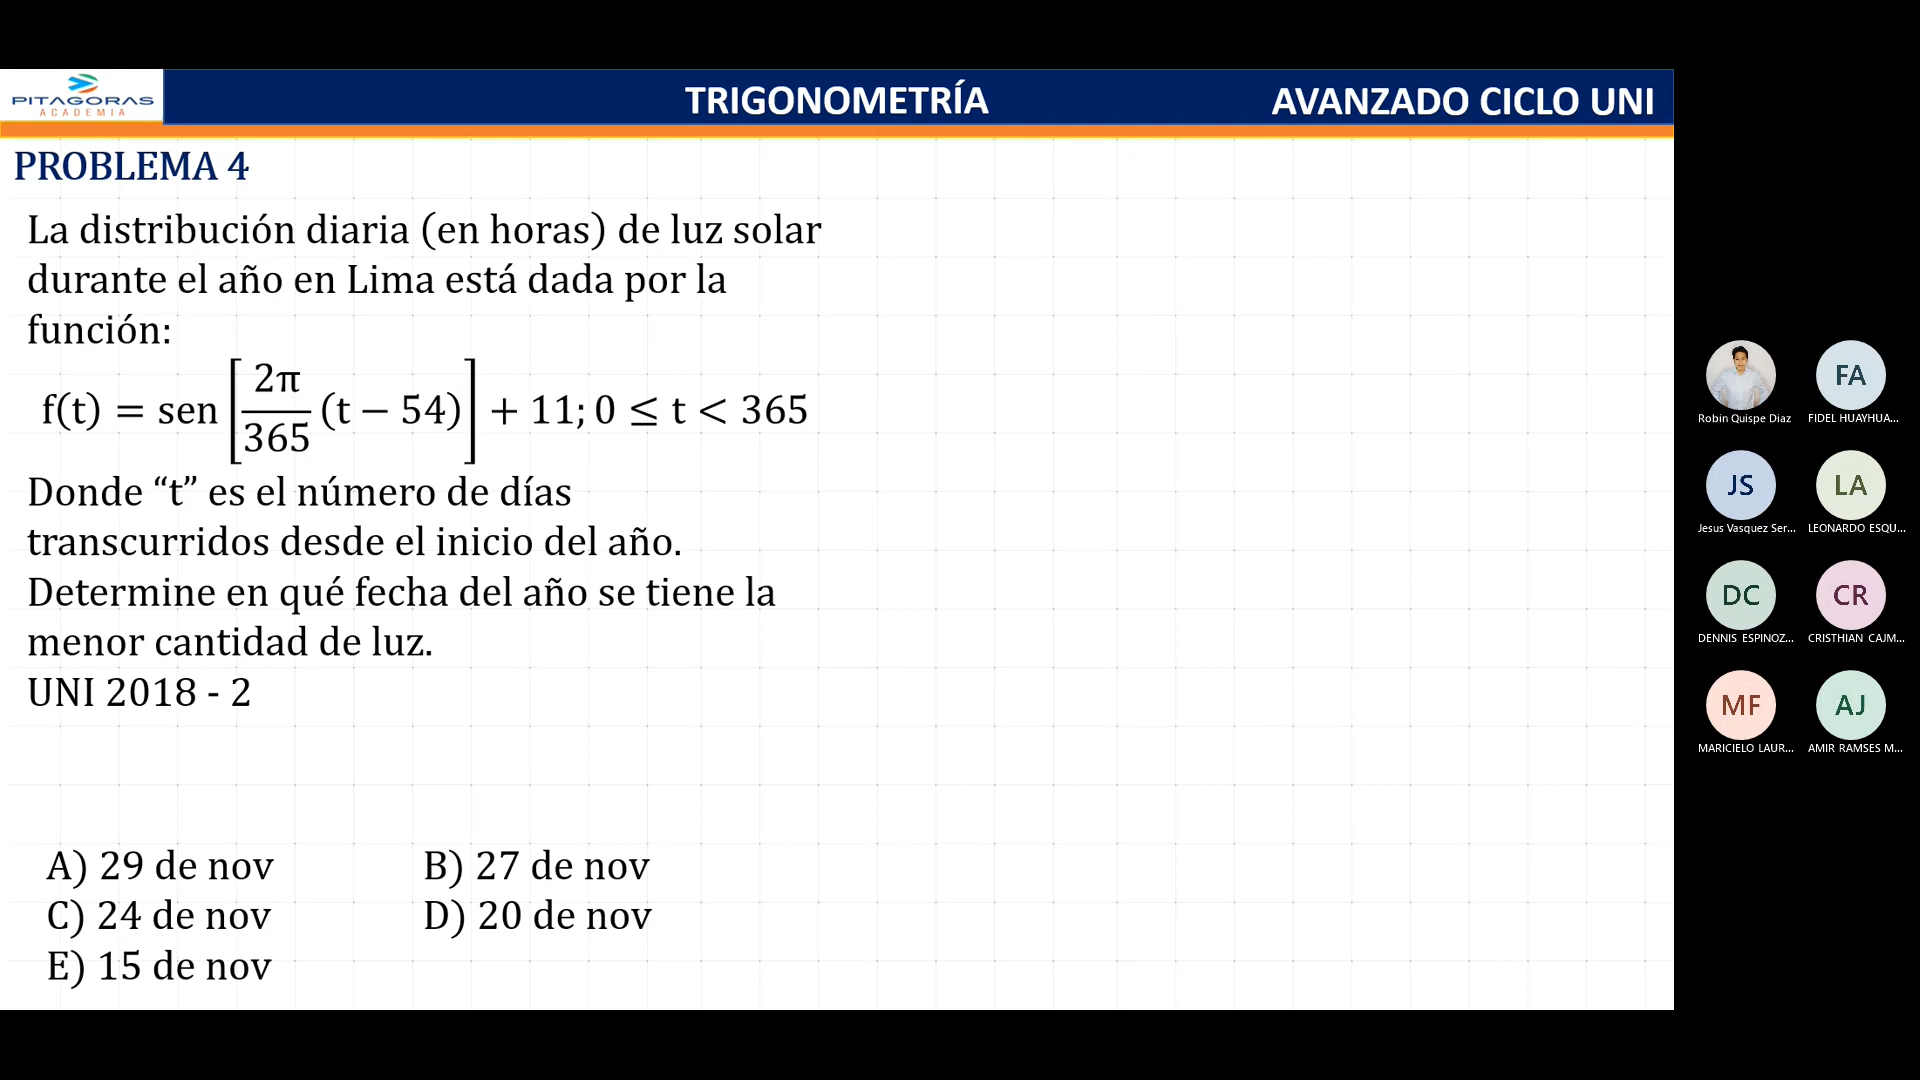 PITAGORAS
ACADEMIA
TRIGONOMETRÍA
AVANZADO CICLO UNI
PROBLEMA 4
La distribución diaria (en horas) de luz solar
durante el año en Lima está dada por la
función:
f(t) = sen [2π/365 (t − 54)] + 11; 0 ≤ t < 365
Donde “t” es el número de días
transcurridos desde el inicio del año.
Determine en qué fecha del año se tiene la
menor cantidad de luz.
UNI 2018 - 2
A) 29 de nov B) 27 de nov
C) 24 de nov D) 20 de nov
E) 15 de nov
FA
Robin Quispe Diaz FIDEL HUAYHUA...
JS LA
Jesus Vasquez Ser... LEONARDO ESQU...
DC CR
DENNIS ESPINOZ... CRISTHIAN CAJM...
MF AJ
MARICIELO LAUR... AMIR RAMSES M...